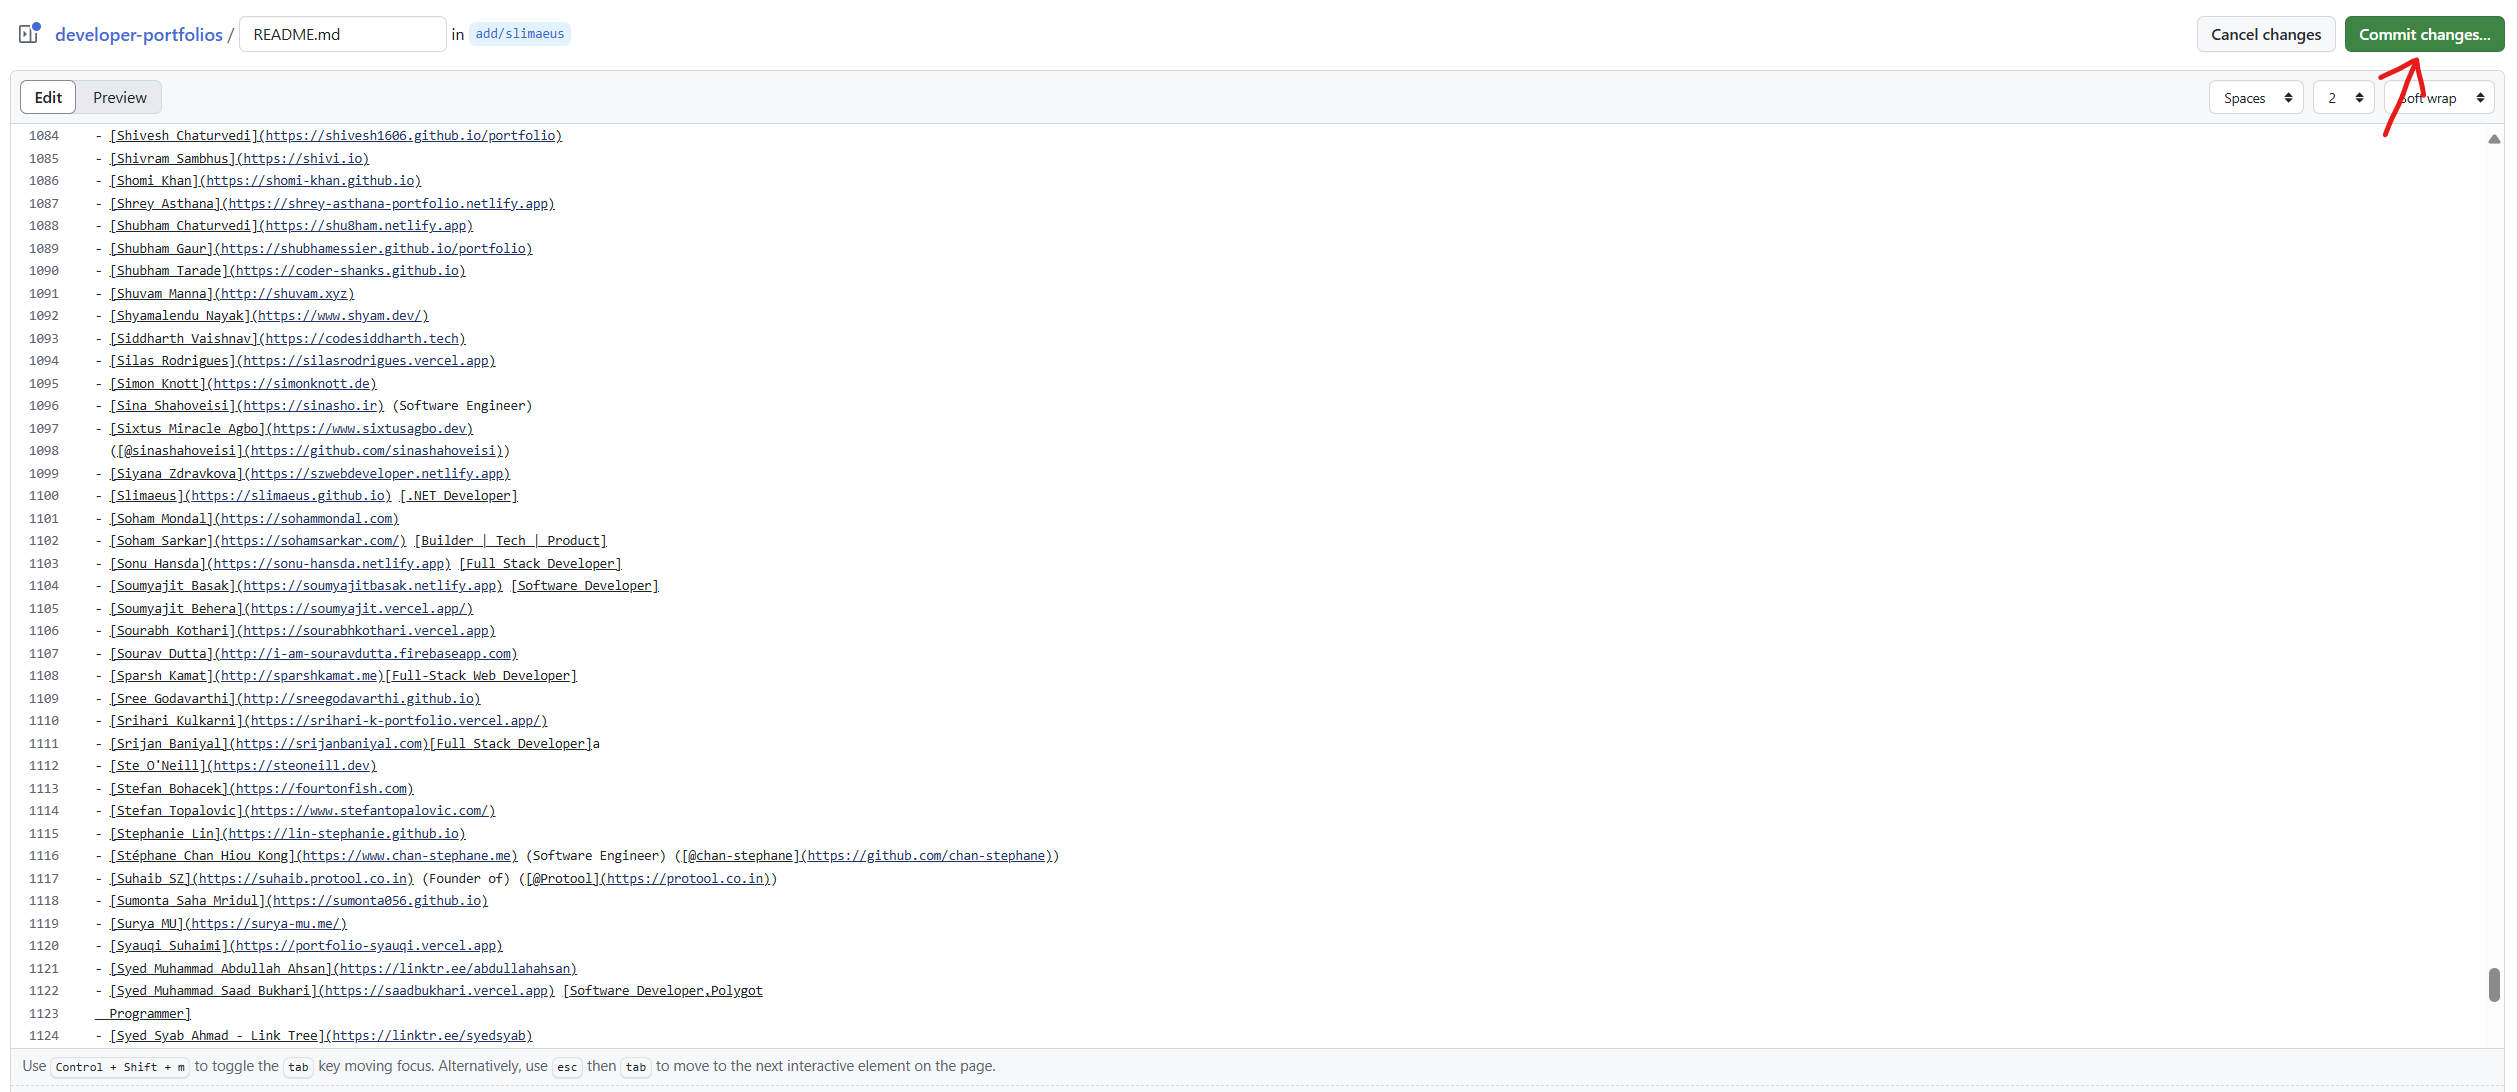 developer-portfolios / README.md in add/slimaeus Cancel changes Commit changes...
Edit Preview Spaces 2 Soft wrap
1084 - [Shivesh Chaturvedi](https://shivesh1606.github.io/portfolio)
1085 - [Shivram Sambhus](https://shivi.io)
1086 - [Shomi Khan](https://shomi-khan.github.io)
1087 - [Shrey Asthana](https://shrey-asthana-portfolio.netlify.app)
1088 - [Shubham Chaturvedi](https://shu8ham.netlify.app)
1089 - [Shubham Gaur](https://shubhamessier.github.io/portfolio)
1090 - [Shubham Tarade](https://coder-shanks.github.io)
1091 - [Shuvam Manna](http://shuvam.xyz)
1092 - [Shyamalendu Nayak](https://www.shyam.dev/)
1093 - [Siddharth Vaishnav](https://codesiddharth.tech)
1094 - [Silas Rodrigues](https://silasrodrigues.vercel.app)
1095 - [Simon Knott](https://simonknott.de)
1096 - [Sina Shahoveisi](https://sinasho.ir) (Software Engineer)
1097 - [Sixtus Miracle Agbo](https://www.sixtusagbo.dev)
1098 ([@sinashahoveisi](https://github.com/sinashahoveisi))
1099 - [Siyana Zdravkova](https://szwebdeveloper.netlify.app)
1100 - [Slimaeus](https://slimaeus.github.io) [.NET Developer]
1101 - [Soham Mondal](https://sohammondal.com)
1102 - [Soham Sarkar](https://sohamsarkar.com/) [Builder | Tech | Product]
1103 - [Sonu Hansda](https://sonu-hansda.netlify.app) [Full Stack Developer]
1104 - [Soumyajit Basak](https://soumyajitbasak.netlify.app) [Software Developer]
1105 - [Soumyajit Behera](https://soumyajit.vercel.app/)
1106 - [Sourabh Kothari](https://sourabhkothari.vercel.app)
1107 - [Sourav Dutta](http://i-am-souravdutta.firebaseapp.com)
1108 - [Sparsh Kamat](http://sparshkamat.me)[Full-Stack Web Developer]
1109 - [Sree Godavarthi](http://sreegodavarthi.github.io)
1110 - [Srihari Kulkarni](https://srihari-k-portfolio.vercel.app/)
1111 - [Srijan Baniyal](https://srijanbaniyal.com)[Full Stack Developer]a
1112 - [Ste O'Neill](https://steoneill.dev)
1113 - [Stefan Bohacek](https://fourtonfish.com)
1114 - [Stefan Topalovic](https://www.stefantopalovic.com/)
1115 - [Stephanie Lin](https://lin-stephanie.github.io)
1116 - [Stéphane Chan Hiou Kong](https://www.chan-stephane.me) (Software Engineer) ([@chan-stephane](https://github.com/chan-stephane))
1117 - [Suhaib SZ](https://suhaib.protool.co.in) (Founder of) ([@Protool](https://protool.co.in))
1118 - [Sumonta Saha Mridul](https://sumonta056.github.io)
1119 - [Surya MU](https://surya-mu.me/)
1120 - [Syauqi Suhaimi](https://portfolio-syauqi.vercel.app)
1121 - [Syed Muhammad Abdullah Ahsan](https://linktr.ee/abdullahahsan)
1122 - [Syed Muhammad Saad Bukhari](https://saadbukhari.vercel.app) [Software Developer,Polygot
1123 Programmer]
1124 - [Syed Syab Ahmad - Link Tree](https://linktr.ee/syedsyab)
Use Control + Shift + m to toggle the tab key moving focus. Alternatively, use esc then tab to move to the next interactive element on the page.